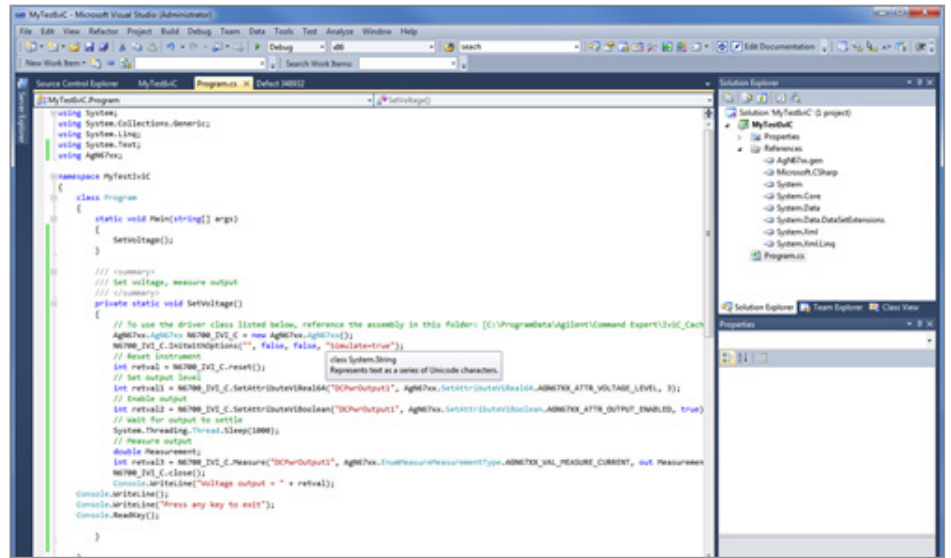 MyTestIviC - Microsoft Visual Studio (Administrator)
File Edit View Refactor Project Build Debug Team Data Tools Test Analyze Window Help
Debug x86 seach Edit Documentation
New Work Item Search Work Items
Source Control Explorer MyTestIviC Program.cs X Defect 348932
Solution Explorer
Server Explorer
MyTestIviC.Program SetVoltage()
using System;
using System.Collections.Generic;
using System.Linq;
using System.Text;
using AgN67xx;
namespace MyTestIviC
{
class Program
{
static void Main(string[] args)
{
SetVoltage();
}
/// <summary>
/// Set voltage, measure output
/// </summary>
private static void SetVoltage()
{
// To use the driver class listed below, reference the assembly in this folder: [C:\ProgramData\Agilent\Command Expert\IviC_Cach
AgN67xx.AgN67xx N6700_IVI_C = new AgN67xx.AgN67xx();
N6700_IVI_C.InitWithOptions("", false, false, "Simulate=true");
// Reset instrument
int retval = N6700_IVI_C.reset();
class System.String
Represents text as a series of Unicode characters.
// Set output level
int retval1 = N6700_IVI_C.SetAttributeViReal64("DCPwrOutput1", AgN67xx.SetAttributeViReal64.AGN67XX_ATTR_VOLTAGE_LEVEL, 3);
// Enable output
int retval2 = N6700_IVI_C.SetAttributeViBoolean("DCPwrOutput1", AgN67xx.SetAttributeViBoolean.AGN67XX_ATTR_OUTPUT_ENABLED, true)
// Wait for output to settle
System.Threading.Thread.Sleep(1000);
// Measure output
double Measurement;
int retval3 = N6700_IVI_C.Measure("DCPwrOutput1", AgN67xx.EnumMeasureMeasurementType.AGN67XX_VAL_MEASURE_CURRENT, out Measuremen
N6700_IVI_C.close();
Console.WriteLine("Voltage output = " + retval);
Console.WriteLine();
Console.WriteLine("Press any key to exit");
Console.ReadKey();
}
Solution 'MyTestIviC' (1 project)
MyTestIviC
Properties
References
AgN67xx.gen
Microsoft.CSharp
System
System.Core
System.Data
System.Data.DataSetExtensions
System.Xml
System.Xml.Linq
Program.cs
Solution Explorer Team Explorer Class View
Properties